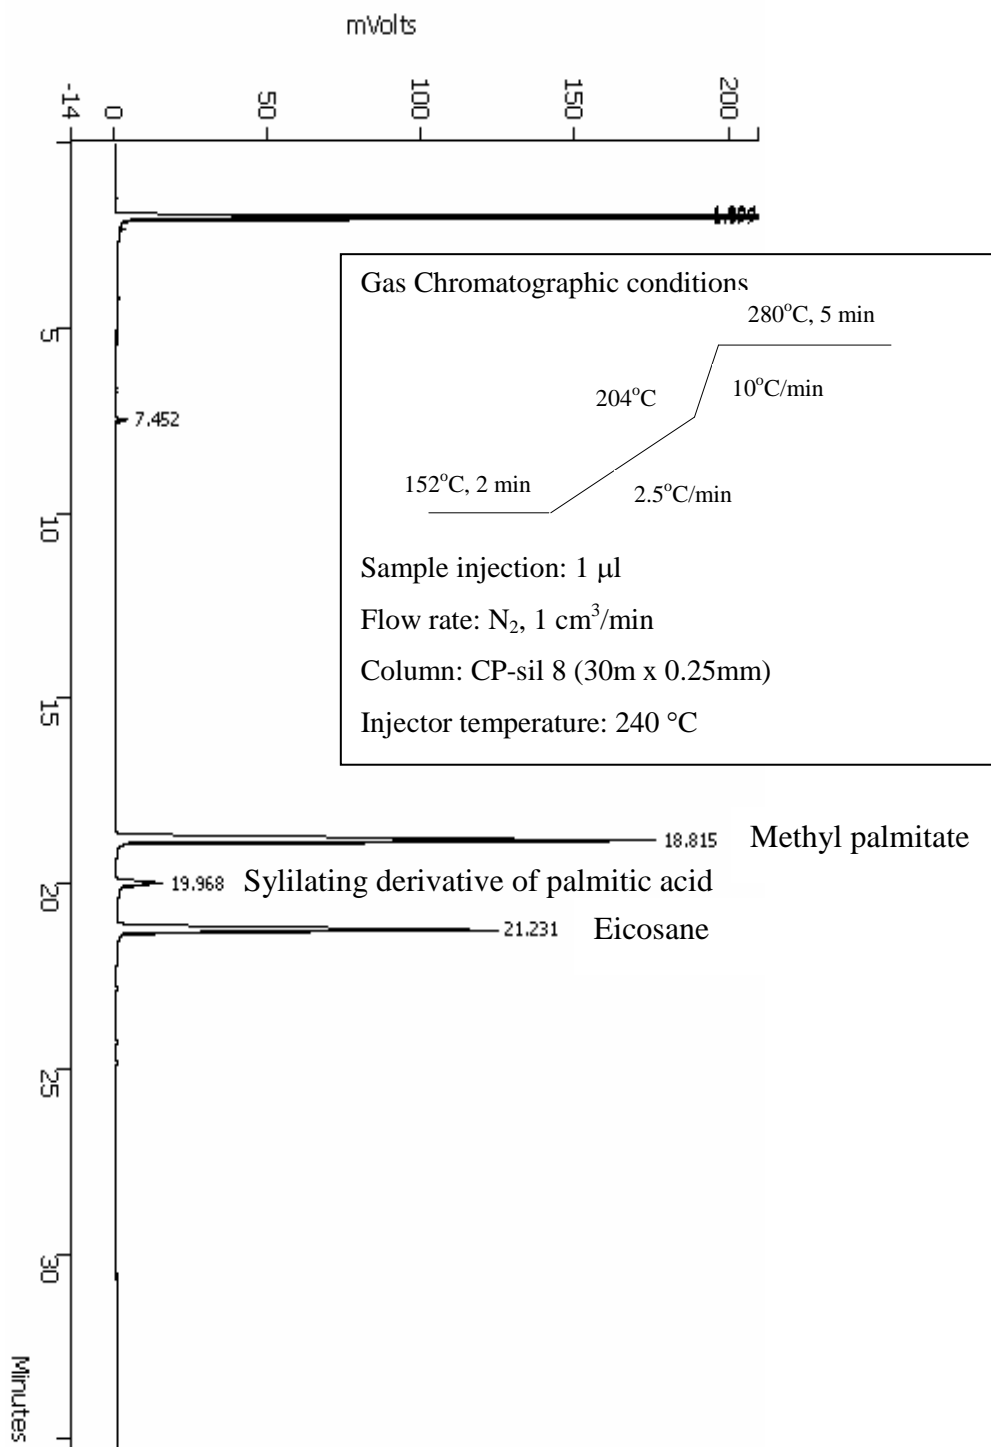 mVolts
-14
0
50
100
150
200
Gas Chromatographic conditions
280°C, 5 min
204°C
10°C/min
152°C, 2 min
2.5°C/min
Sample injection: 1 μl
Flow rate: N₂, 1 cm³/min
Column: CP-sil 8 (30m x 0.25mm)
Injector temperature: 240 °C
5
7.452
10
15
18.815 Methyl palmitate
20
19.968 Sylilating derivative of palmitic acid
21.231 Eicosane
25
30
Minutes